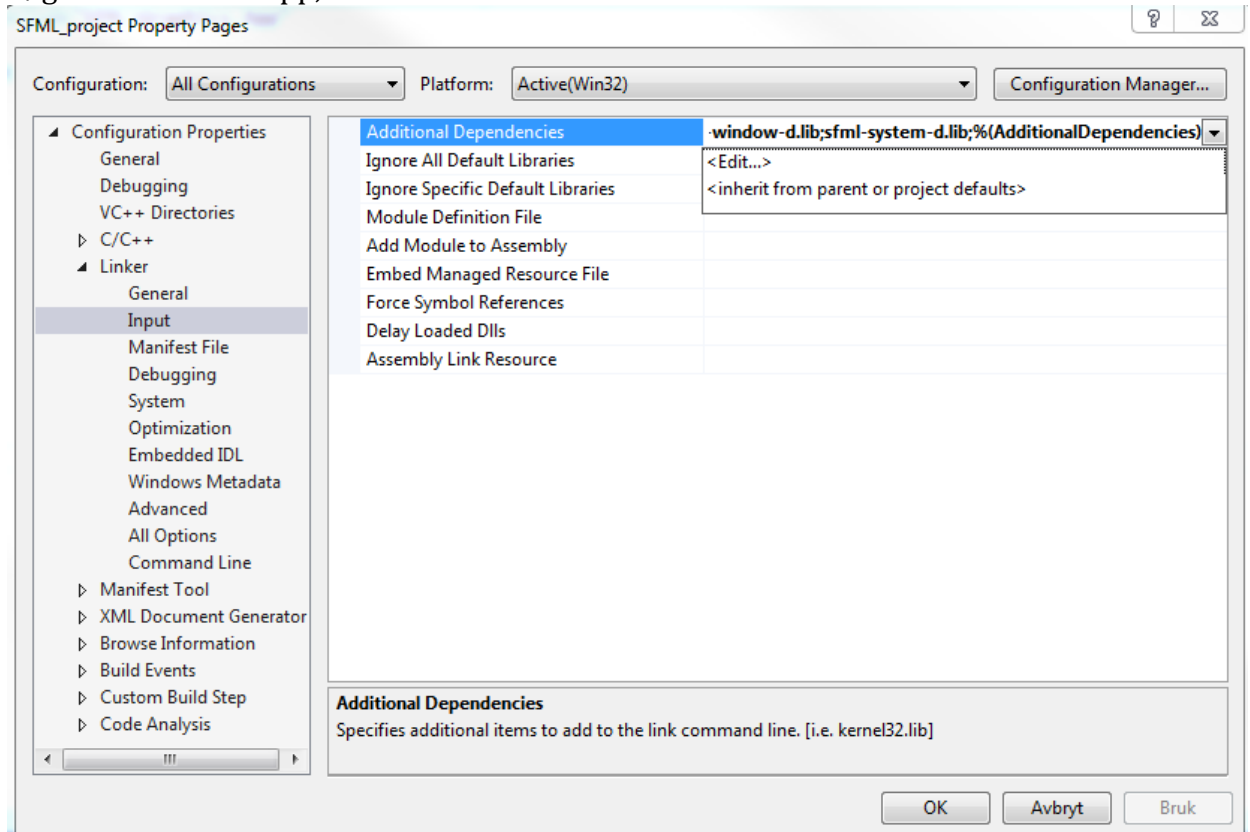 SFML_project Property Pages
Configuration: All Configurations Platform: Active(Win32) Configuration Manager...
Configuration Properties
General
Debugging
VC++ Directories
C/C++
Linker
General
Input
Manifest File
Debugging
System
Optimization
Embedded IDL
Windows Metadata
Advanced
All Options
Command Line
Manifest Tool
XML Document Generator
Browse Information
Build Events
Custom Build Step
Code Analysis
Additional Dependencies -window-d.lib;sfml-system-d.lib;%(AdditionalDependencies)
Ignore All Default Libraries <Edit...>
Ignore Specific Default Libraries <inherit from parent or project defaults>
Module Definition File
Add Module to Assembly
Embed Managed Resource File
Force Symbol References
Delay Loaded Dlls
Assembly Link Resource
Additional Dependencies
Specifies additional items to add to the link command line. [i.e. kernel32.lib]
OK Avbryt Bruk